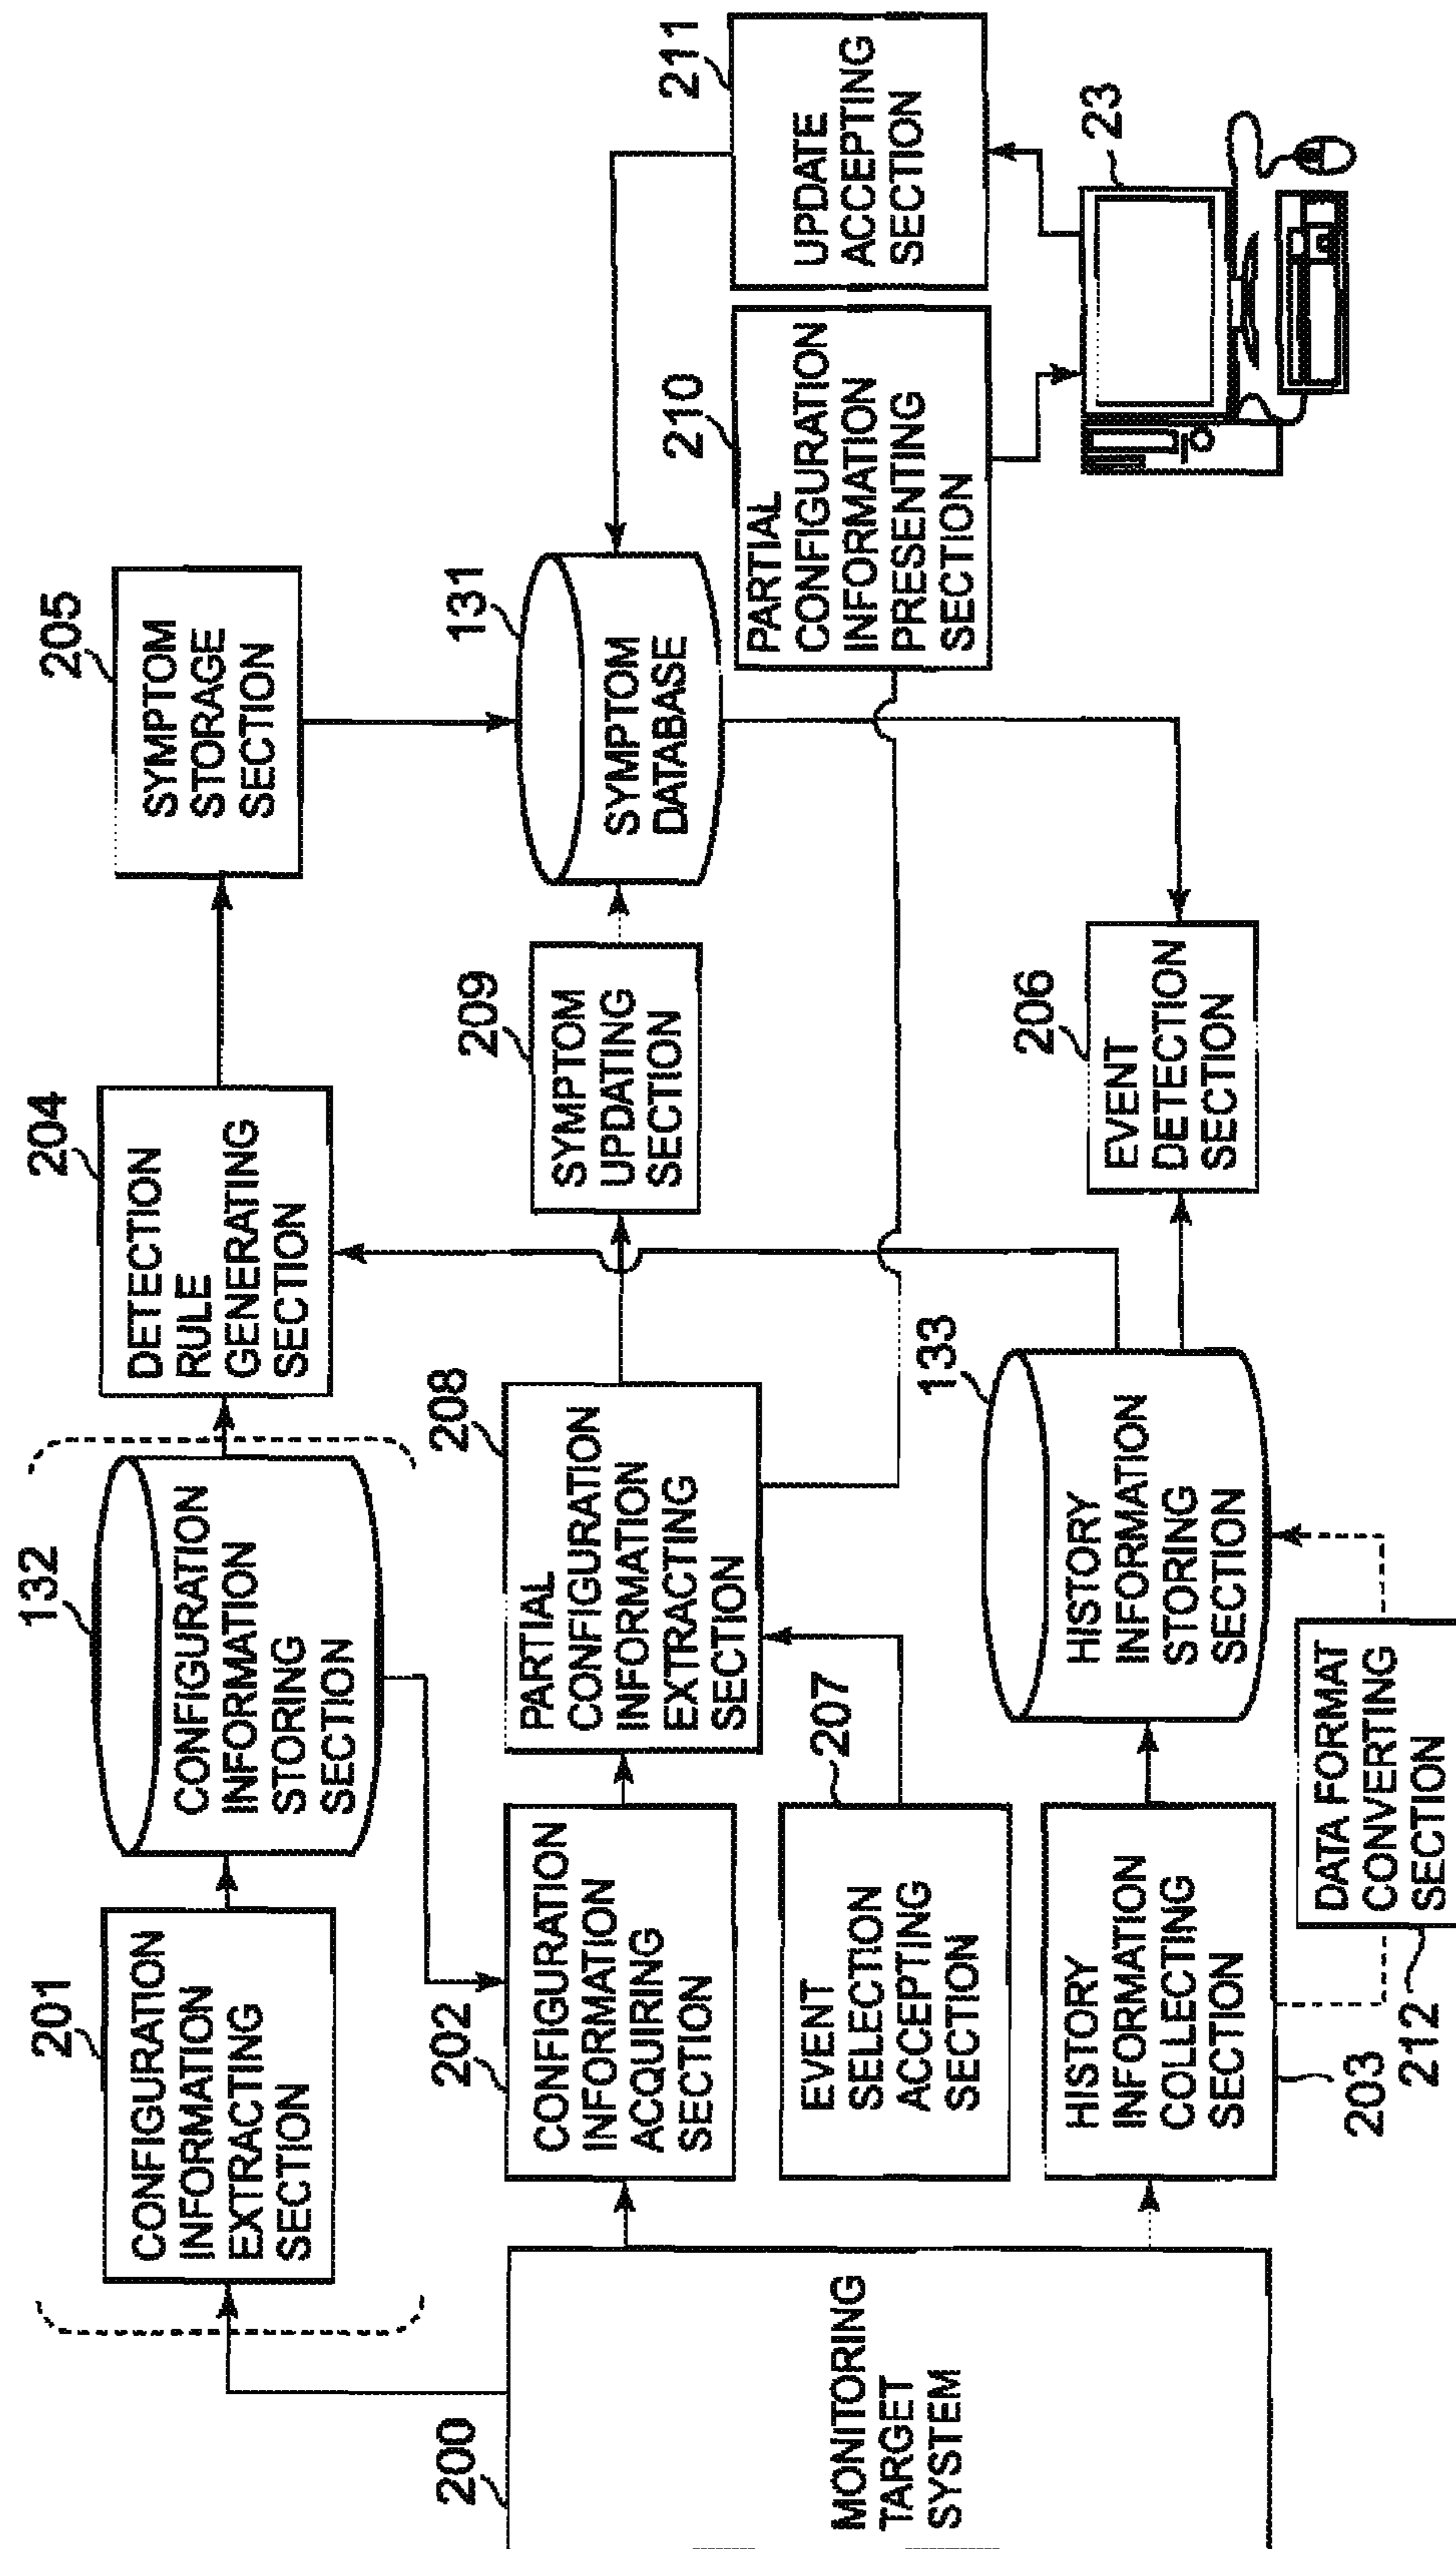 200
MONITORING
TARGET
SYSTEM
201
CONFIGURATION
INFORMATION
EXTRACTING
SECTION
132
CONFIGURATION
INFORMATION
STORING
SECTION
204
DETECTION
RULE
GENERATING
SECTION
205
SYMPTOM
STORAGE
SECTION
202
CONFIGURATION
INFORMATION
ACQUIRING
SECTION
208
PARTIAL
CONFIGURATION
INFORMATION
EXTRACTING
SECTION
209
SYMPTOM
UPDATING
SECTION
131
SYMPTOM
DATABASE
207
EVENT
SELECTION
ACCEPTING
SECTION
210
PARTIAL
CONFIGURATION
INFORMATION
PRESENTING
SECTION
211
UPDATE
ACCEPTING
SECTION
203
HISTORY
INFORMATION
COLLECTING
SECTION
133
HISTORY
INFORMATION
STORING
SECTION
206
EVENT
DETECTION
SECTION
23
212
DATA FORMAT
CONVERTING
SECTION